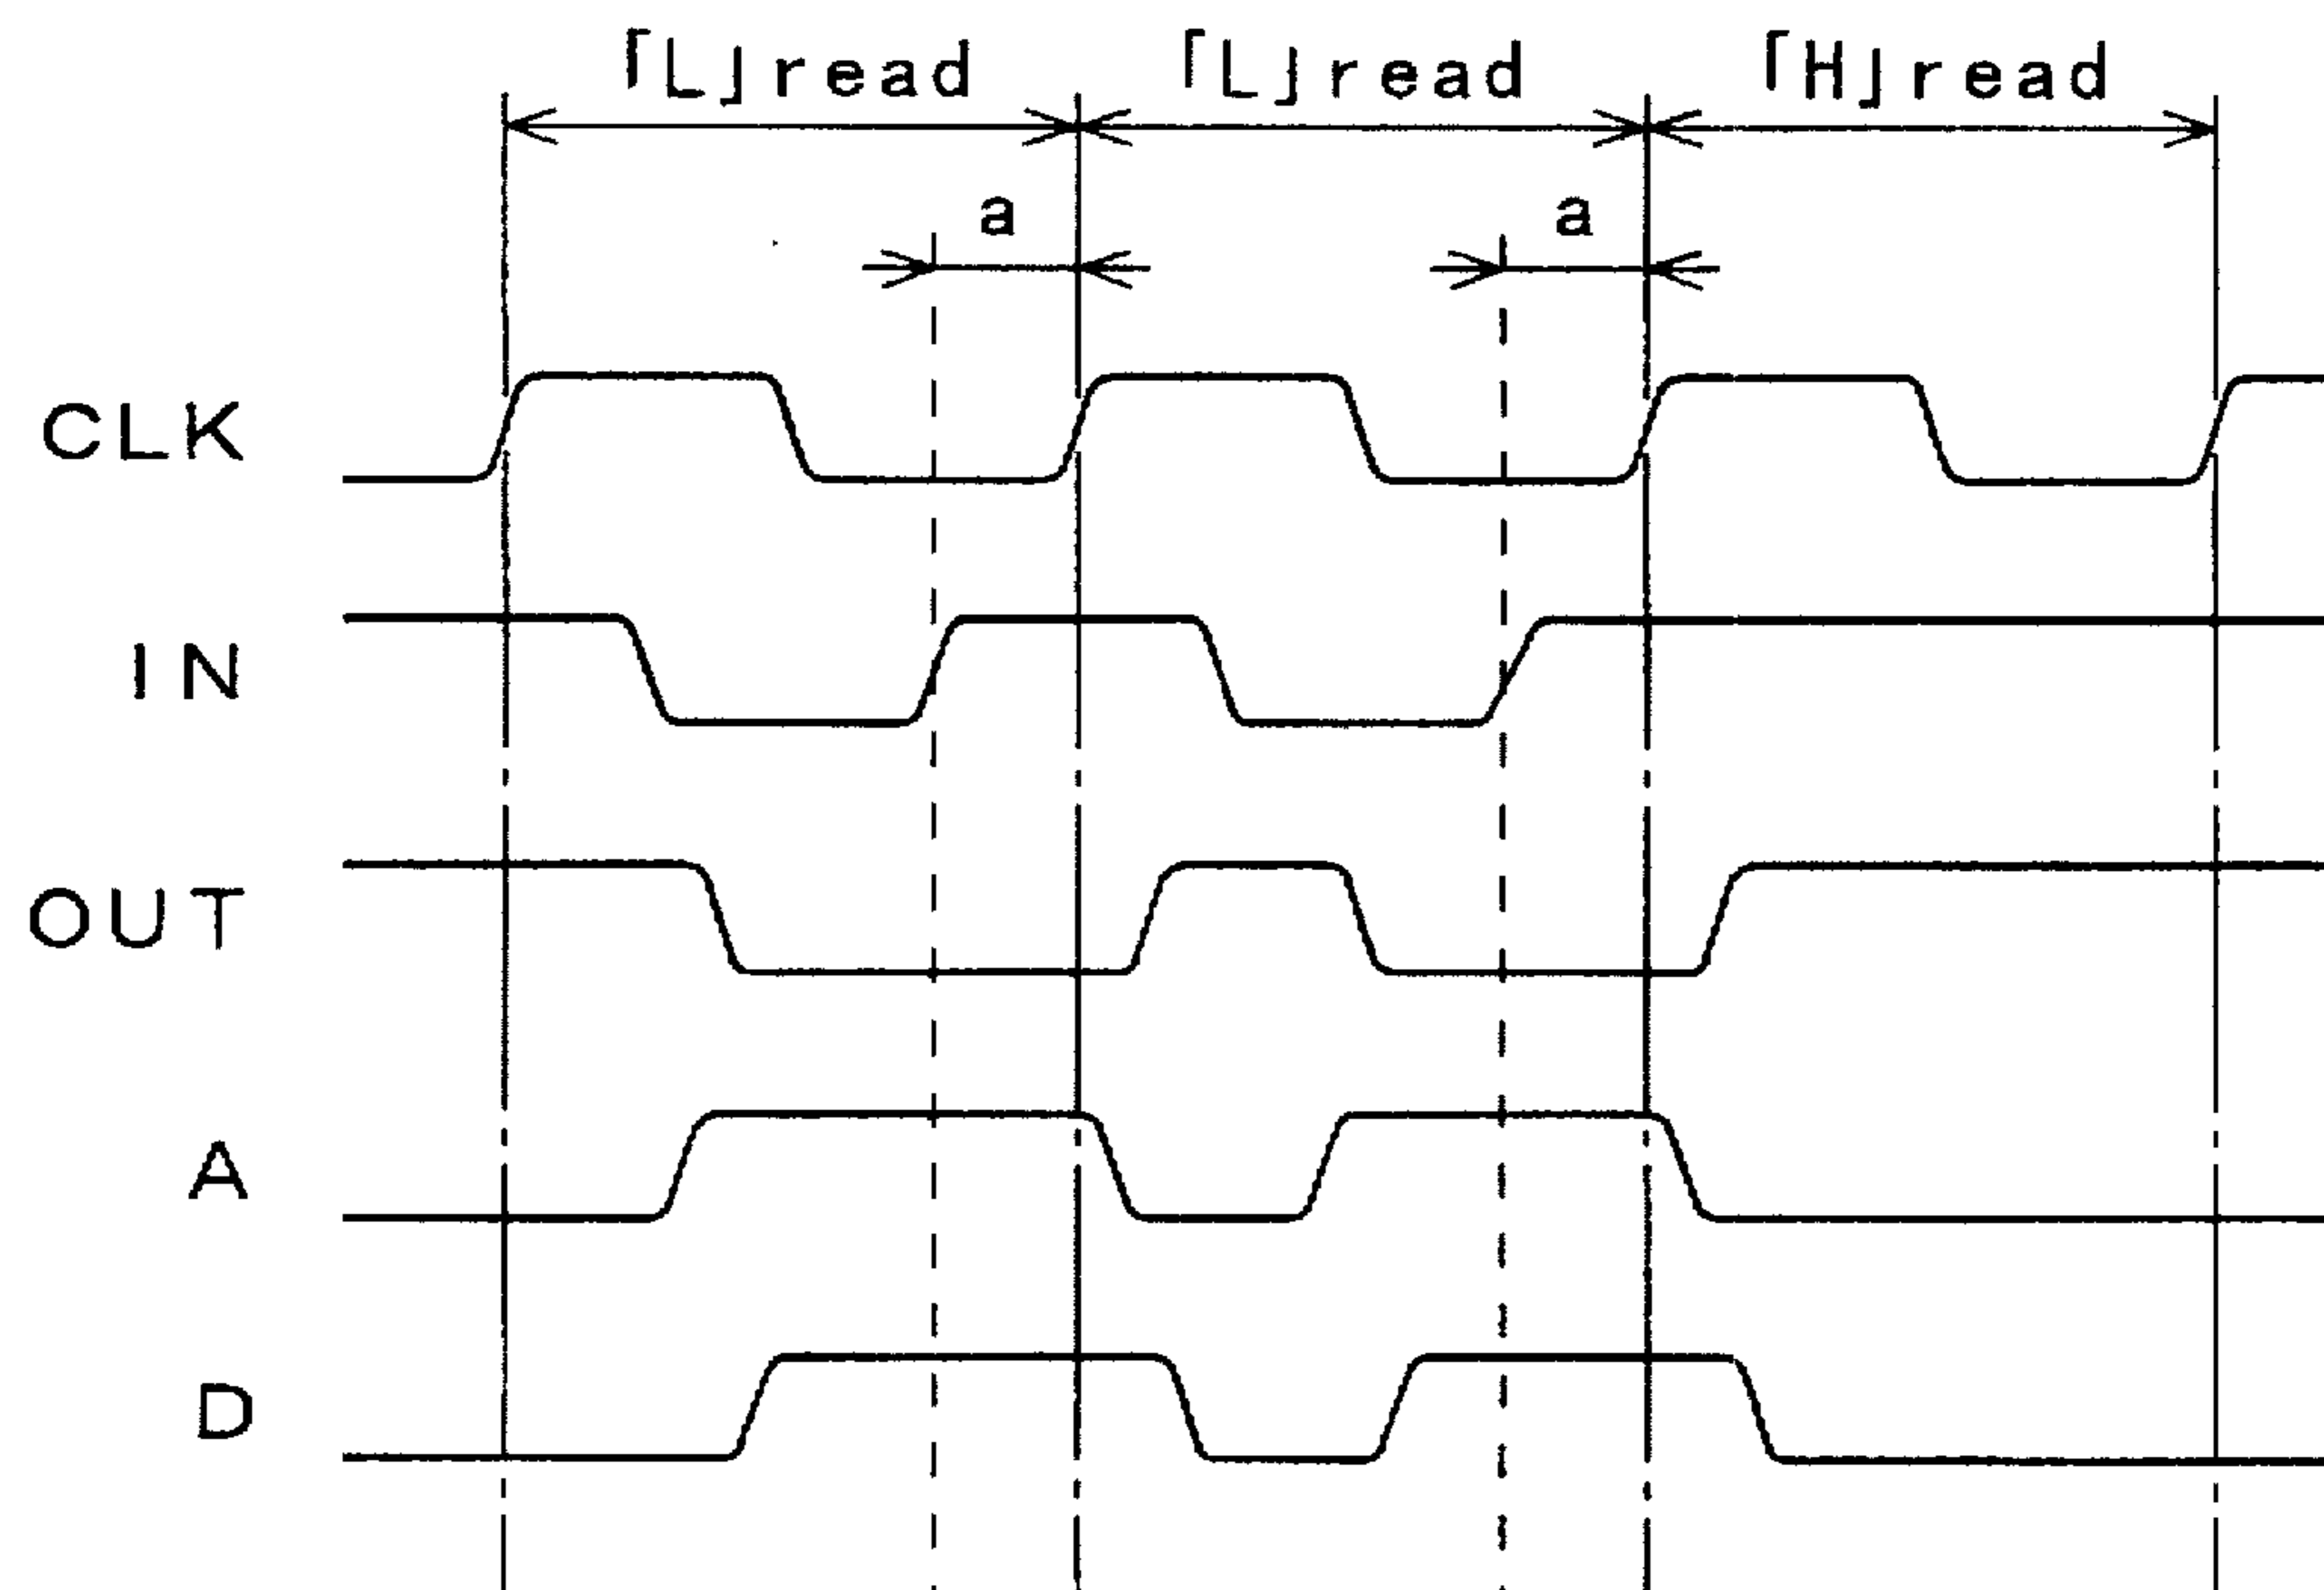 「L」read 「L」read 「H」read
a a
CLK
IN
OUT
A
D